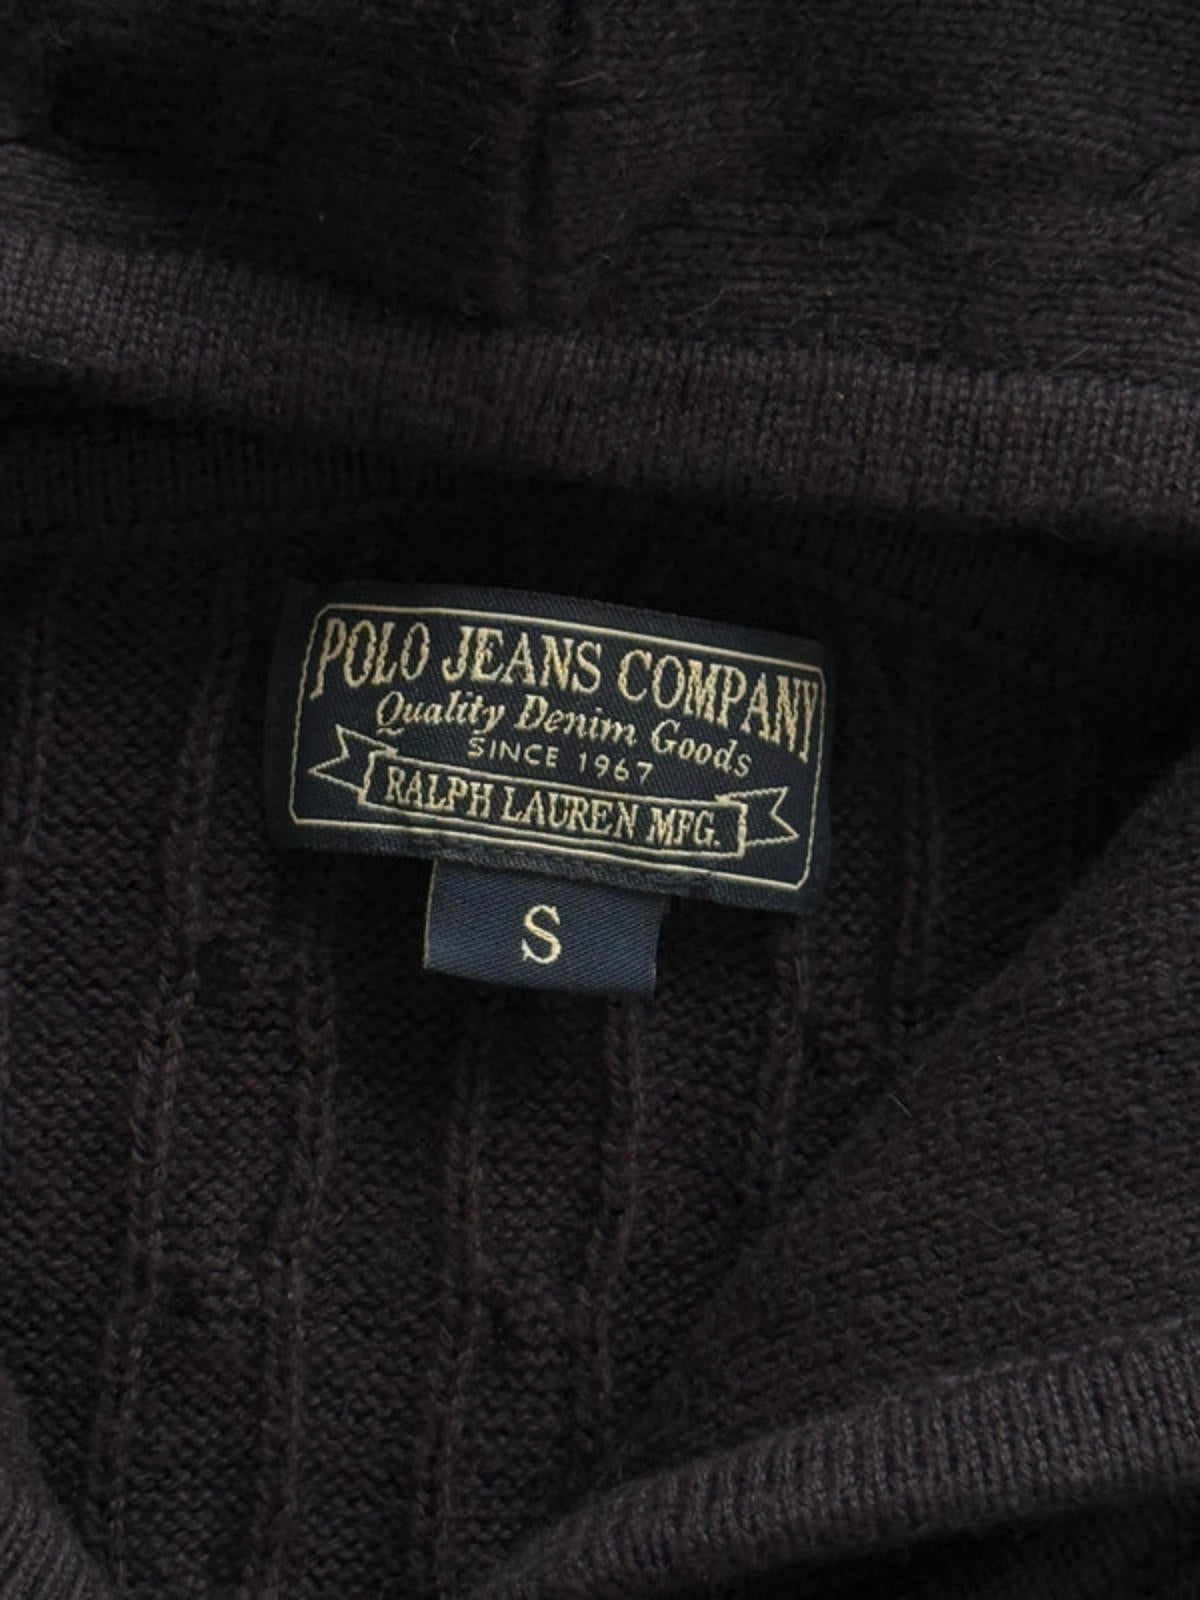 POLO JEANS COMPANY
Quality Denim Goods
SINCE 1967
RALPH LAUREN MFG.
S